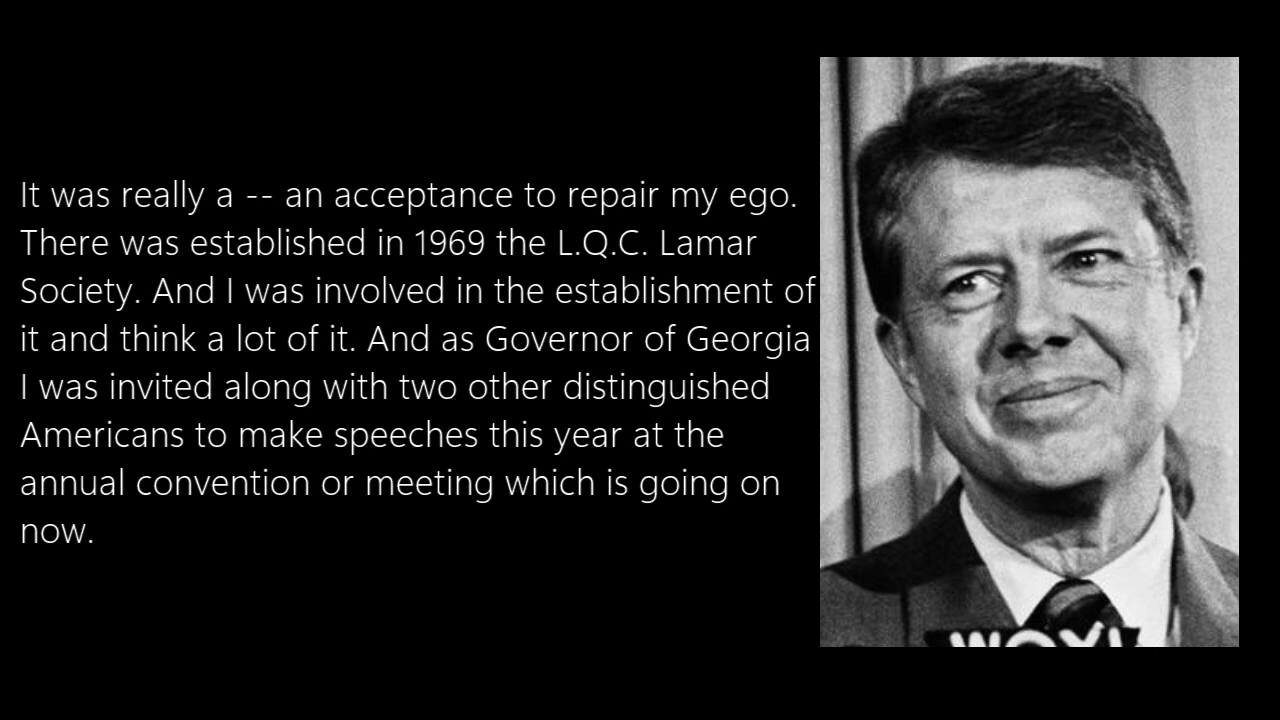 It was really a -- an acceptance to repair my ego.
There was established in 1969 the L.Q.C. Lamar
Society. And I was involved in the establishment of
it and think a lot of it. And as Governor of Georgia
I was invited along with two other distinguished
Americans to make speeches this year at the
annual convention or meeting which is going on
now.